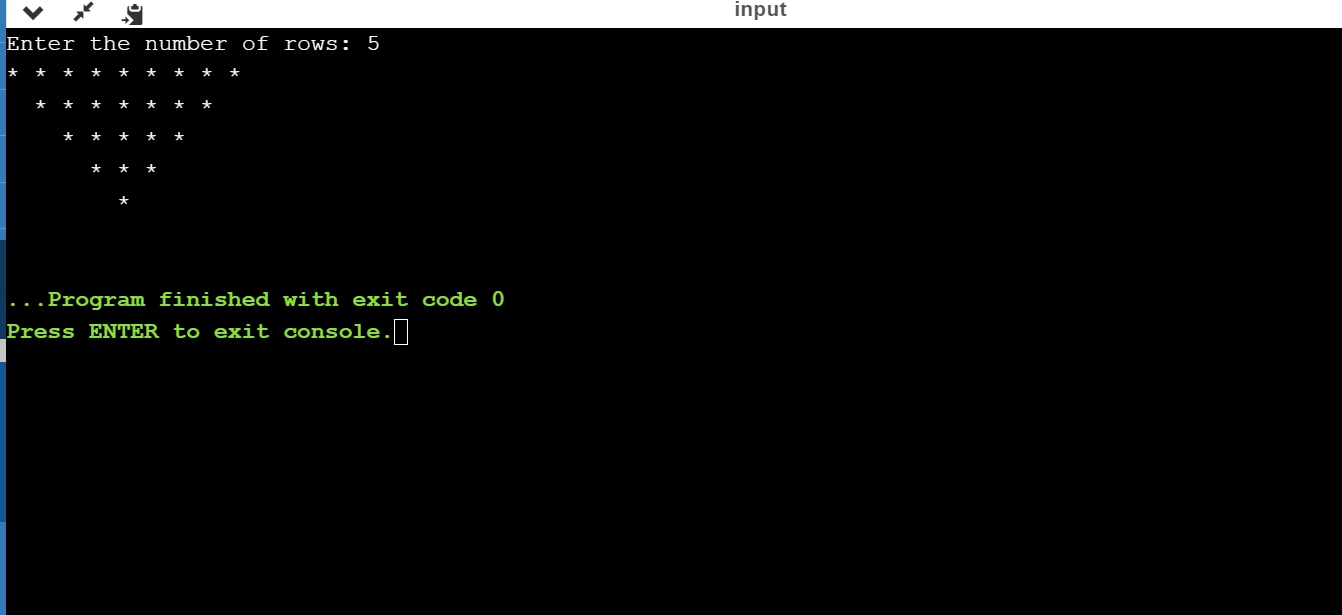 input
Enter the number of rows: 5
* * * * * * * * *
  * * * * * * *
    * * * * *
      * * *
        *
...Program finished with exit code 0
Press ENTER to exit console.